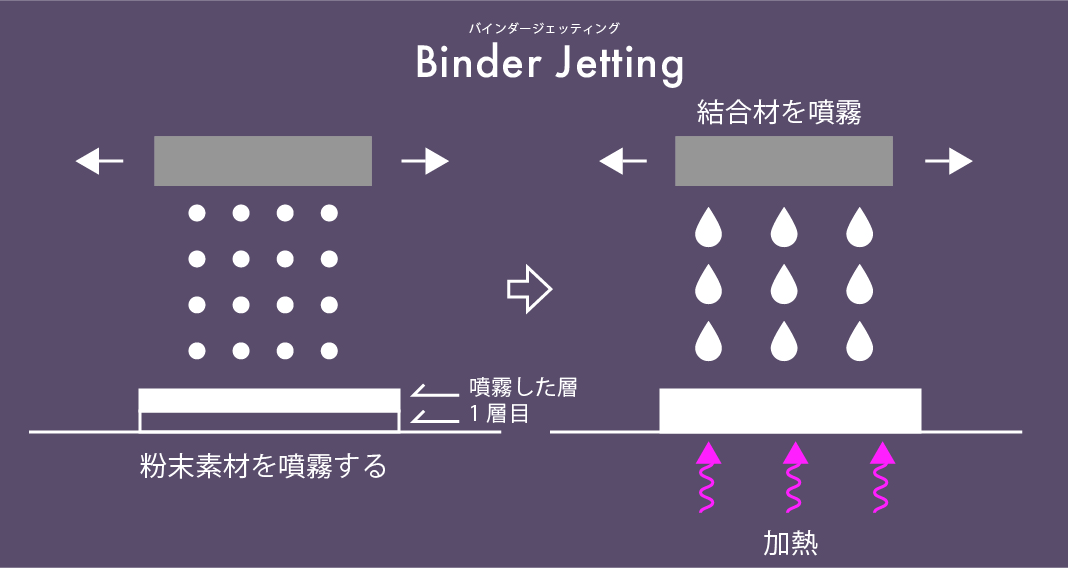 バインダージェッティング
Binder Jetting
結合材を噴霧
噴霧した層
1層目
粉末素材を噴霧する
加熱